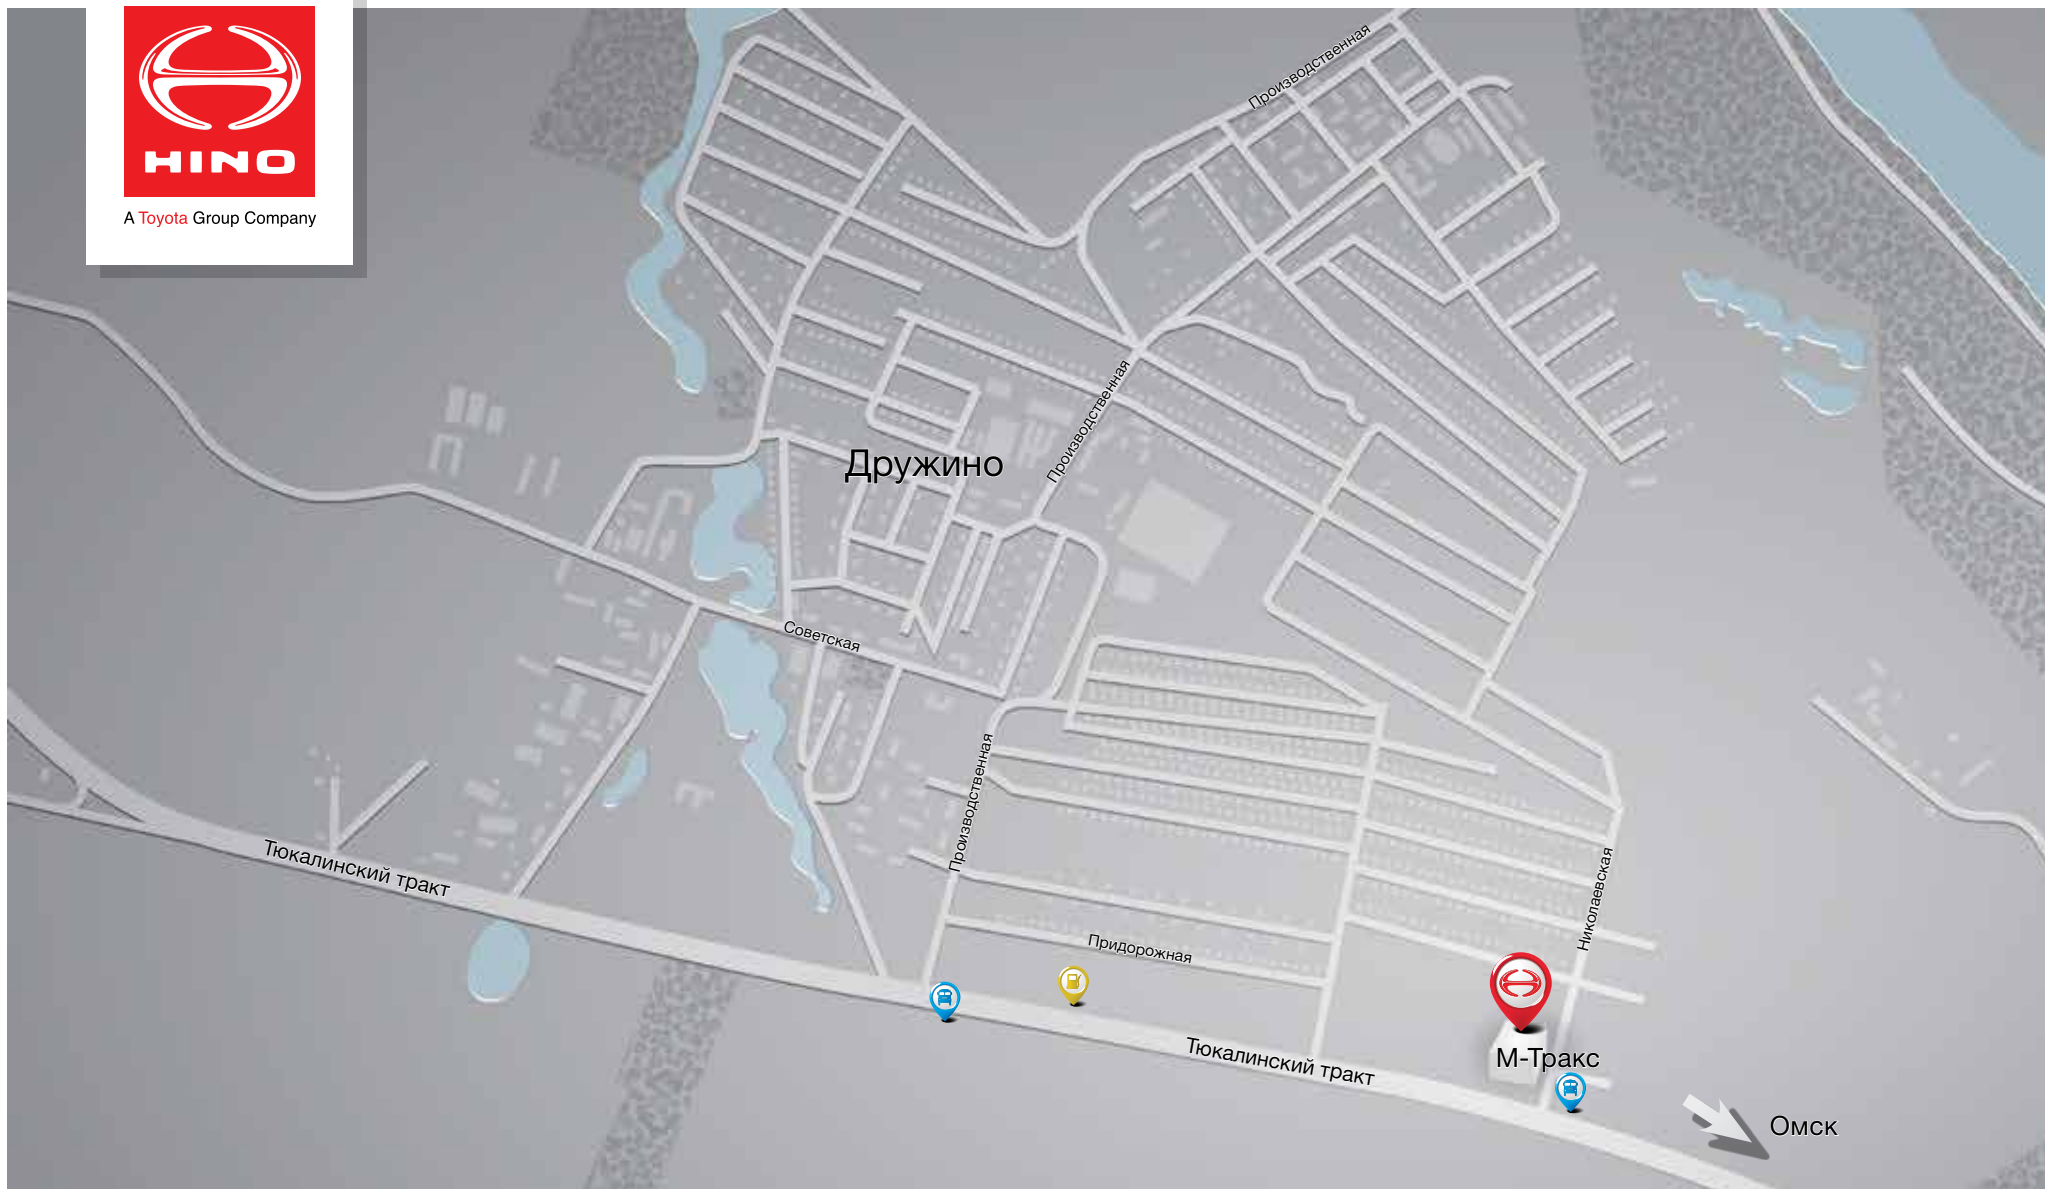 HINO
A Toyota Group Company
Производственная
Производственная
Дружино
Советская
Производственная
Тюкалинский тракт
Николаевская
Придорожная
Тюкалинский тракт
М-Тракс
Омск